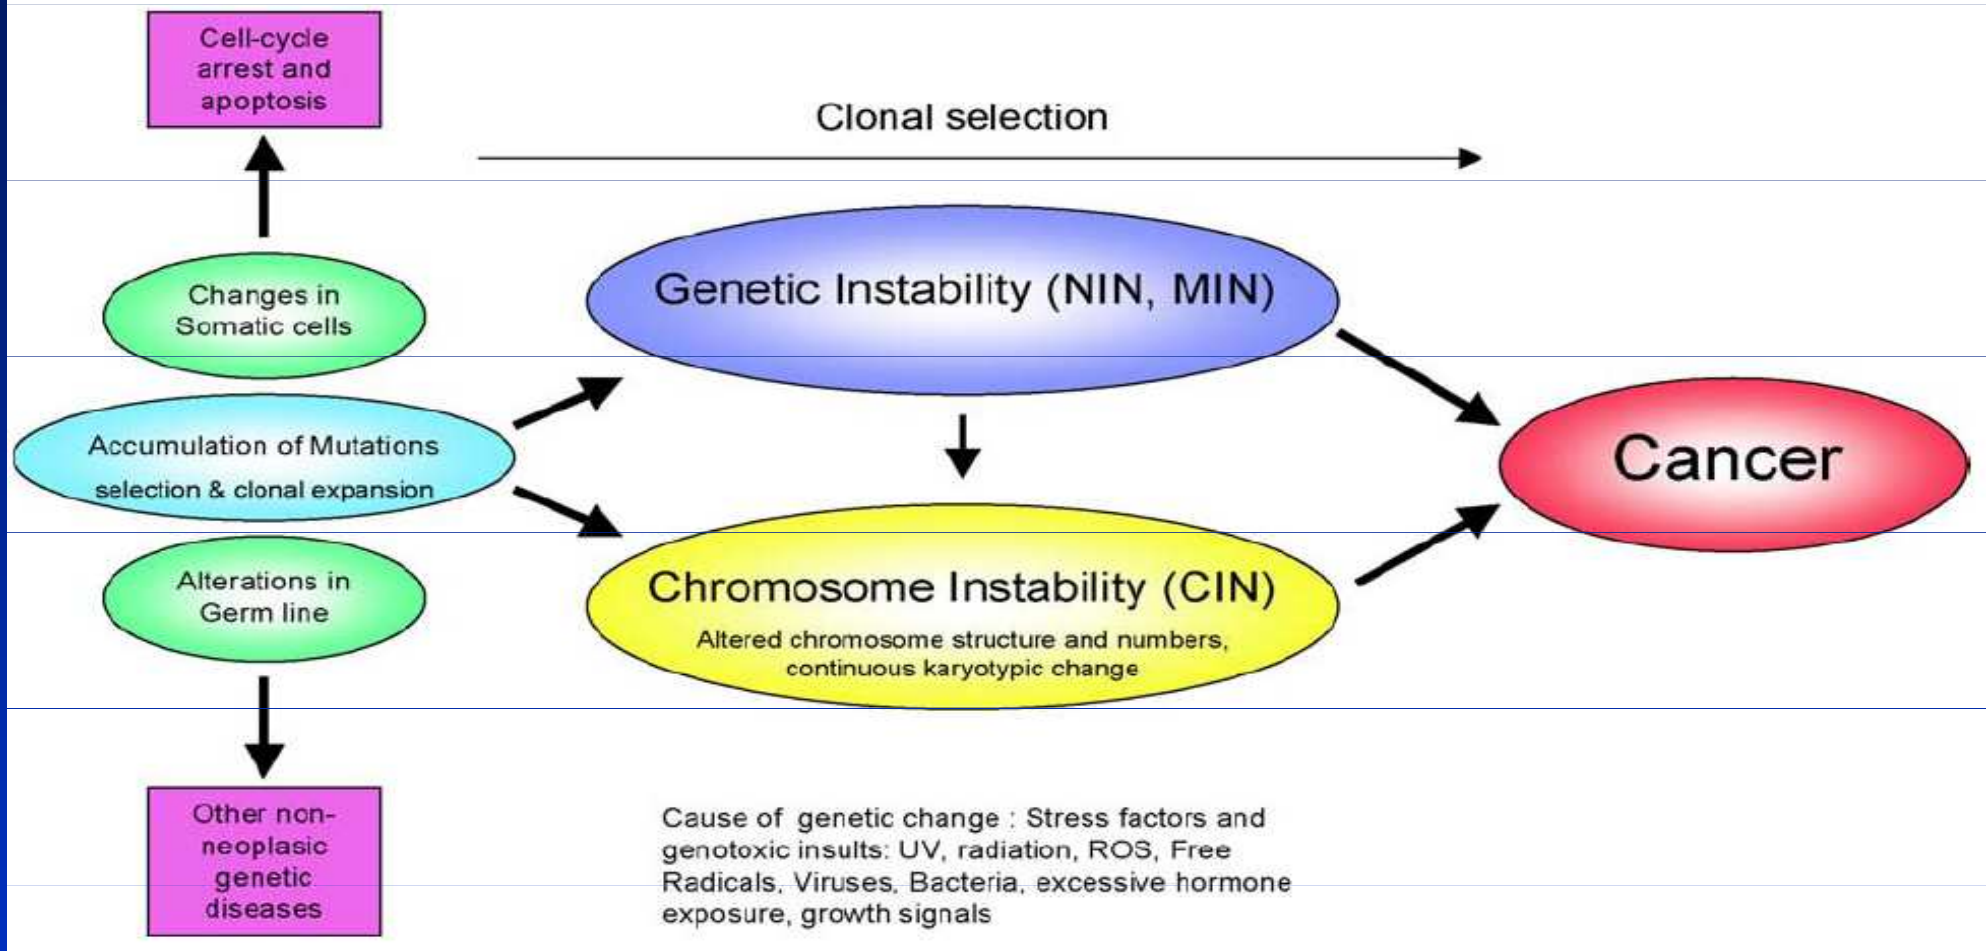 Cell-cycle
arrest and
apoptosis
Clonal selection
Changes in
Somatic cells
Genetic Instability (NIN, MIN)
Accumulation of Mutations
selection & clonal expansion
Cancer
Alterations in
Germ line
Chromosome Instability (CIN)
Altered chromosome structure and numbers,
continuous karyotypic change
Other non-
neoplasic
genetic
diseases
Cause of genetic change : Stress factors and
genotoxic insults: UV, radiation, ROS, Free
Radicals, Viruses, Bacteria, excessive hormone
exposure, growth signals